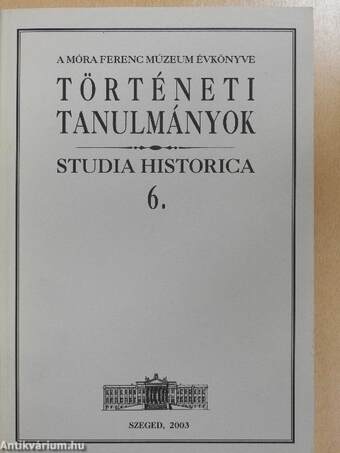 A MÓRA FERENC MÚZEUM ÉVKÖNYVE
TÖRTÉNETI
TANULMÁNYOK
STUDIA HISTORICA
6.
SZEGED, 2003
Antikvárium.hu